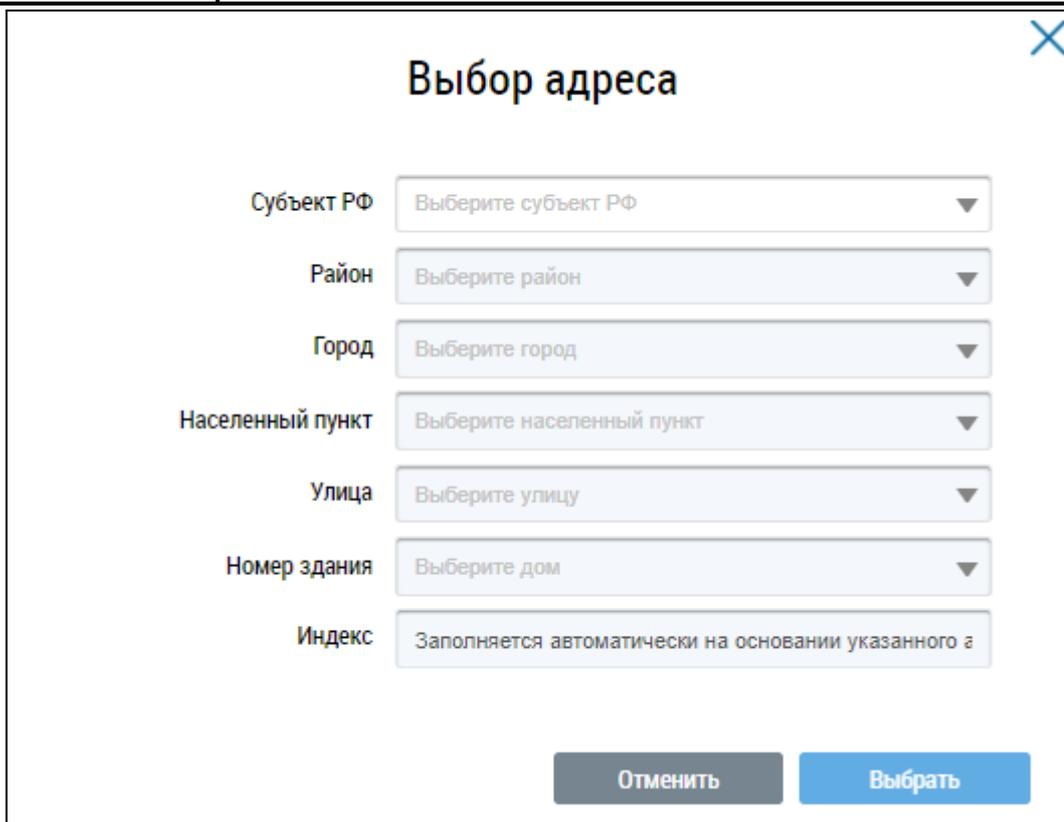 Выбор адреса
Субъект РФ Выберите субъект РФ
Район Выберите район
Город Выберите город
Населенный пункт Выберите населенный пункт
Улица Выберите улицу
Номер здания Выберите дом
Индекс Заполняется автоматически на основании указанного а
Отменить Выбрать